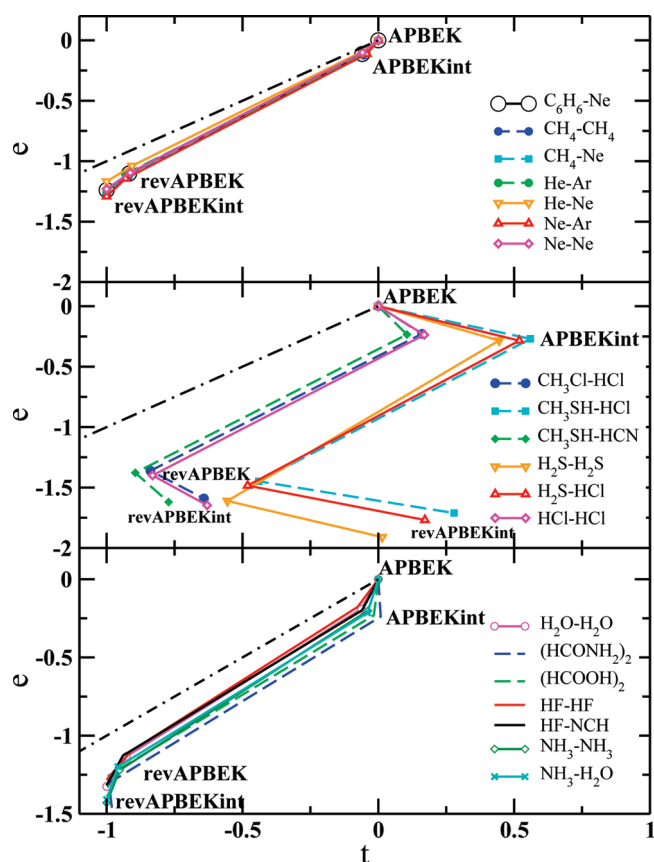 0
APBEK
APBEKint
-0.5
C6H6-Ne
CH4-CH4
e
-1
CH4-Ne
revAPBEK
He-Ar
revAPBEKint
He-Ne
-1.5
Ne-Ar
Ne-Ne
-2
APBEK
0
APBEKint
-0.5
CH3Cl-HCl
e
-1
CH3SH-HCl
CH3SH-HCN
revAPBEK
H2S-H2S
-1.5
H2S-HCl
revAPBEKint
revAPBEKint
HCl-HCl
-2
APBEK
0
APBEKint
H2O-H2O
-0.5
(HCONH2)2
e
(HCOOH)2
HF-HF
-1
HF-NCH
revAPBEK
NH3-NH3
revAPBEKint
NH3-H2O
-1.5
-1 -0.5 0 0.5 1
t